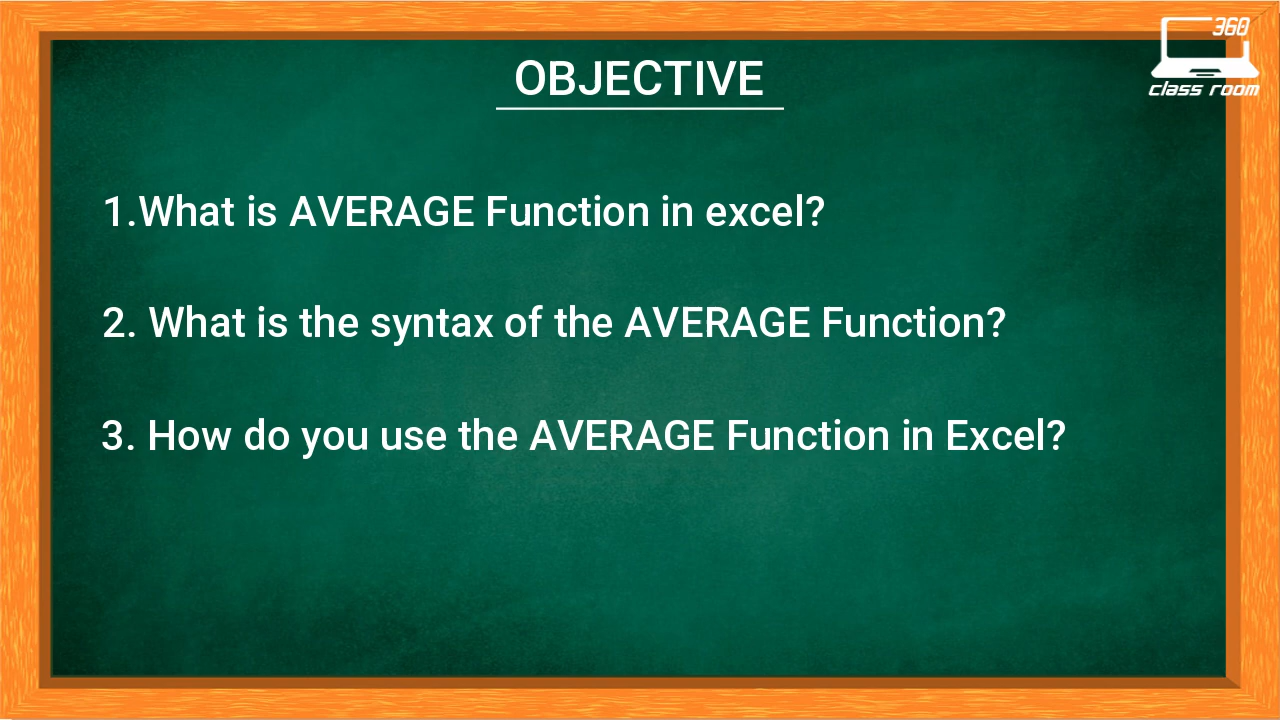 360
class room
OBJECTIVE
1.What is AVERAGE Function in excel?
2. What is the syntax of the AVERAGE Function?
3. How do you use the AVERAGE Function in Excel?